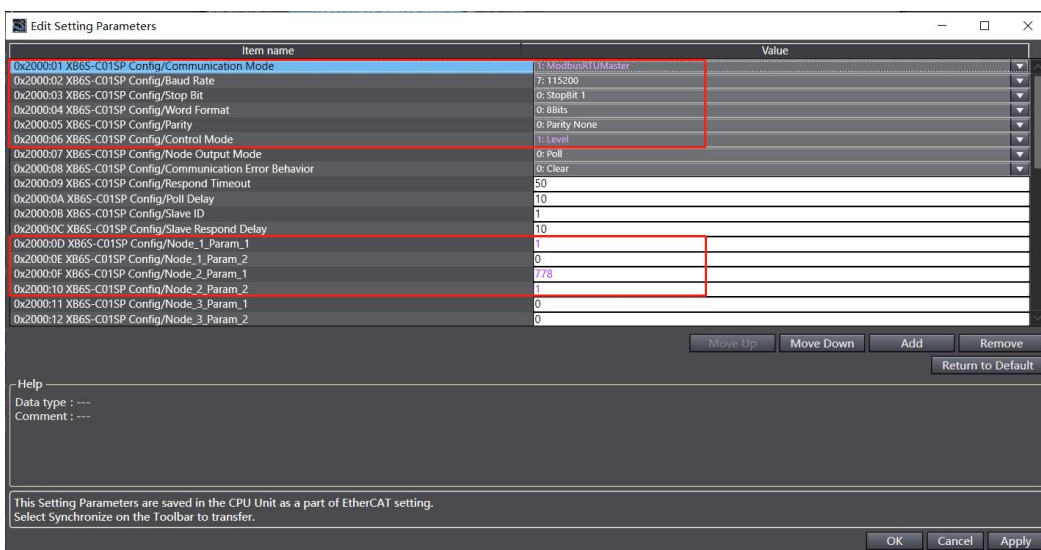 Edit Setting Parameters
Item name Value
0x2000:01 XB6S-C01SP Config/Communication Mode 1: ModbusRTUMaster
0x2000:02 XB6S-C01SP Config/Baud Rate 7: 115200
0x2000:03 XB6S-C01SP Config/Stop Bit 0: StopBit 1
0x2000:04 XB6S-C01SP Config/Word Format 0: 8Bits
0x2000:05 XB6S-C01SP Config/Parity 0: Parity None
0x2000:06 XB6S-C01SP Config/Control Mode 1: Level
0x2000:07 XB6S-C01SP Config/Node Output Mode 0: Poll
0x2000:08 XB6S-C01SP Config/Communication Error Behavior 0: Clear
0x2000:09 XB6S-C01SP Config/Respond Timeout 50
0x2000:0A XB6S-C01SP Config/Poll Delay 10
0x2000:0B XB6S-C01SP Config/Slave ID 1
0x2000:0C XB6S-C01SP Config/Slave Respond Delay 10
0x2000:0D XB6S-C01SP Config/Node_1_Param_1 1
0x2000:0E XB6S-C01SP Config/Node_1_Param_2 0
0x2000:0F XB6S-C01SP Config/Node_2_Param_1 778
0x2000:10 XB6S-C01SP Config/Node_2_Param_2 1
0x2000:11 XB6S-C01SP Config/Node_3_Param_1 0
0x2000:12 XB6S-C01SP Config/Node_3_Param_2 0
Move Up Move Down Add Remove
Return to Default
Help
Data type : ---
Comment : ---
This Setting Parameters are saved in the CPU Unit as a part of EtherCAT setting.
Select Synchronize on the Toolbar to transfer.
OK Cancel Apply